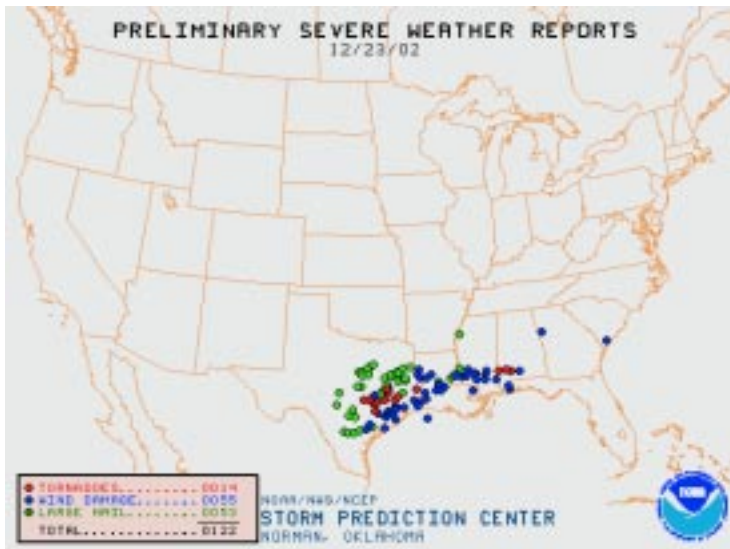 PRELIMINARY SEVERE WEATHER REPORTS
12/23/02
TORNADOES..........0014
WIND DAMAGE........0055
LARGE HAIL.........0053
TOTAL..............0122
NOAA/NWS/NCEP
STORM PREDICTION CENTER
NORMAN, OKLAHOMA